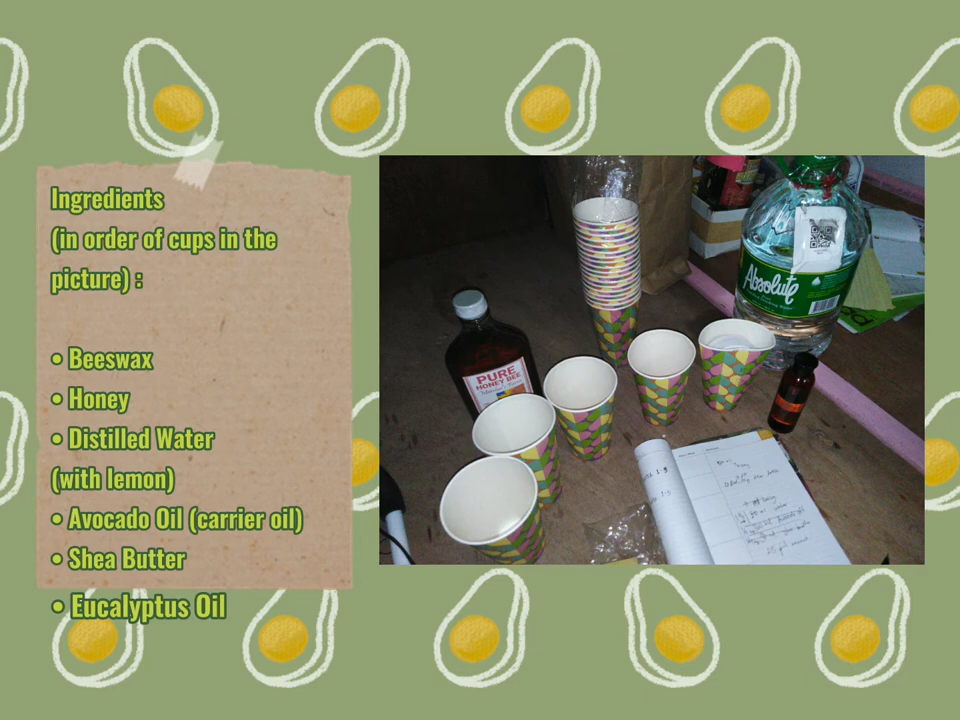 Ingredients
(in order of cups in the
picture) :
• Beeswax
• Honey
• Distilled Water
(with lemon)
• Avocado Oil (carrier oil)
• Shea Butter
• Eucalyptus Oil
PURE
HONEY BEE
Absolute